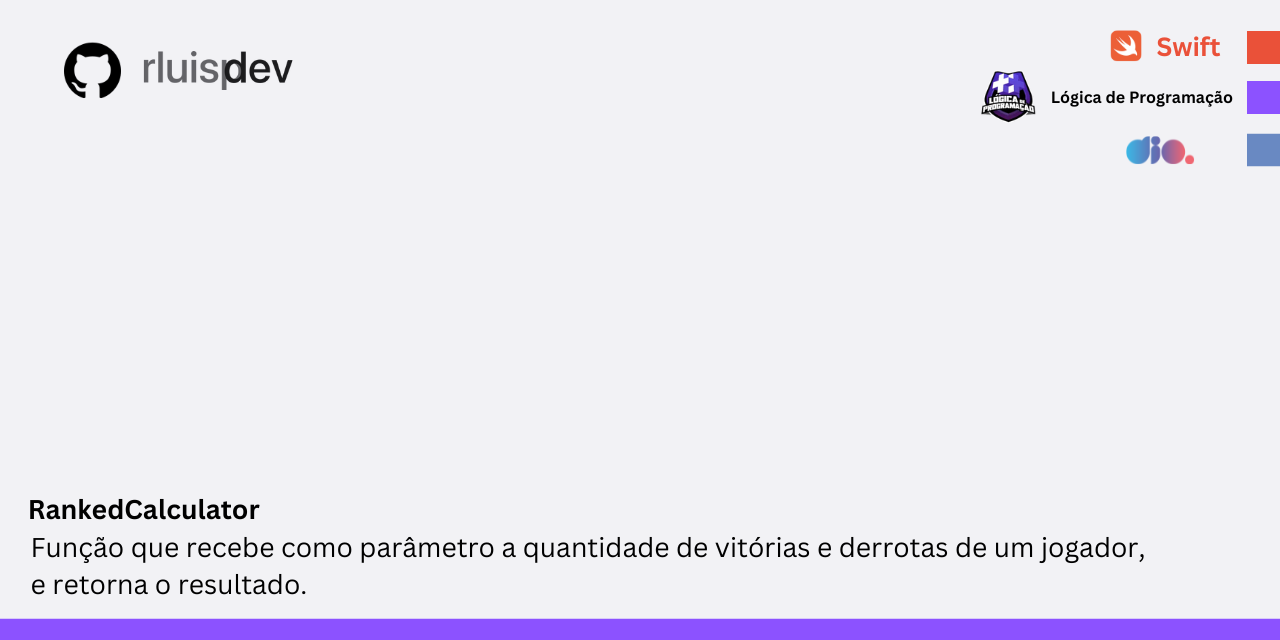 rluispdev
Swift
LÓGICA DE
PROGRAMAÇÃO
Lógica de Programação
dio.
RankedCalculator
Função que recebe como parâmetro a quantidade de vitórias e derrotas de um jogador,
e retorna o resultado.